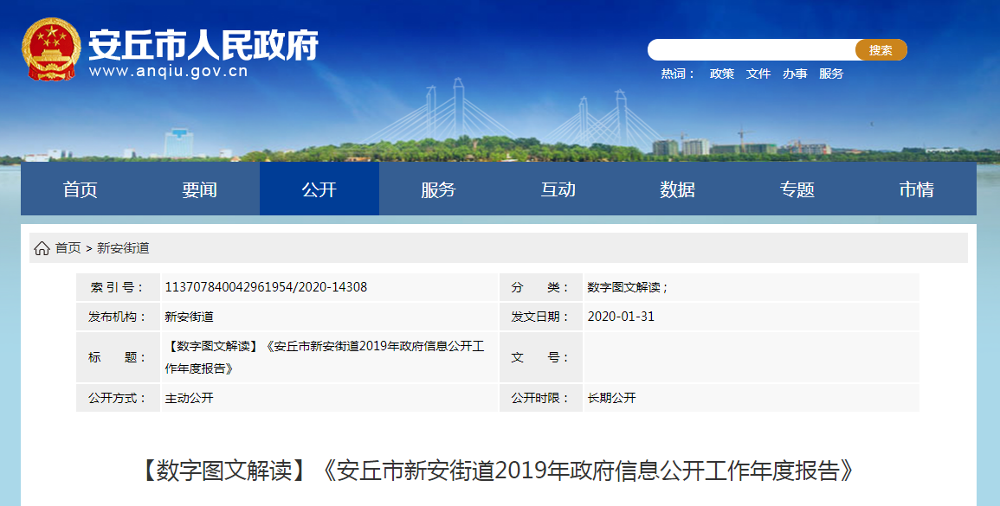 安丘市人民政府
www.anqiu.gov.cn
搜索
热词： 政策 文件 办事 服务
首页 要闻 公开 服务 互动 数据 专题 市情
首页 > 新安街道
索 引 号： 113707840042961954/2020-14308 分 类： 数字图文解读 ;
发布机构： 新安街道 发文日期： 2020-01-31
标 题： 【数字图文解读】《安丘市新安街道2019年政府信息公开工
作年度报告》 文 号：
公开方式： 主动公开 公开时限： 长期公开
【数字图文解读】《安丘市新安街道2019年政府信息公开工作年度报告》